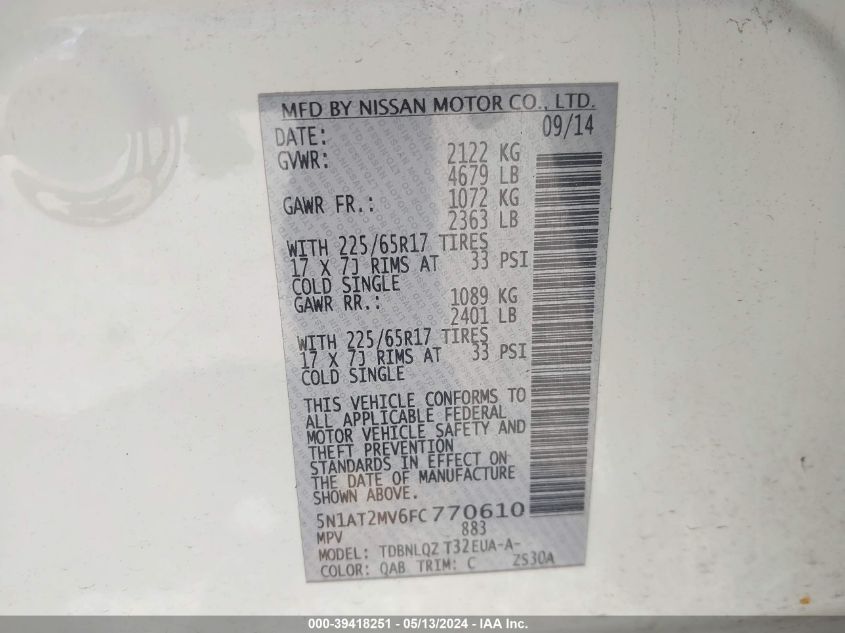 MFD BY NISSAN MOTOR CO., LTD.
DATE: 09/14
GVWR: 2122 KG
4679 LB
GAWR FR.: 1072 KG
2363 LB
WITH 225/65R17 TIRES
17 X 7J RIMS AT 33 PSI
COLD SINGLE
GAWR RR.: 1089 KG
2401 LB
WITH 225/65R17 TIRES
17 X 7J RIMS AT 33 PSI
COLD SINGLE
THIS VEHICLE CONFORMS TO
ALL APPLICABLE FEDERAL
MOTOR VEHICLE SAFETY AND
THEFT PREVENTION
STANDARDS IN EFFECT ON
THE DATE OF MANUFACTURE
SHOWN ABOVE.
5N1AT2MV6FC770610
MPV 883
MODEL: TDBNLQZ T32EUA-A-
COLOR: QAB TRIM: C ZS30A
000-39418251 - 05/13/2024 - IAA Inc.